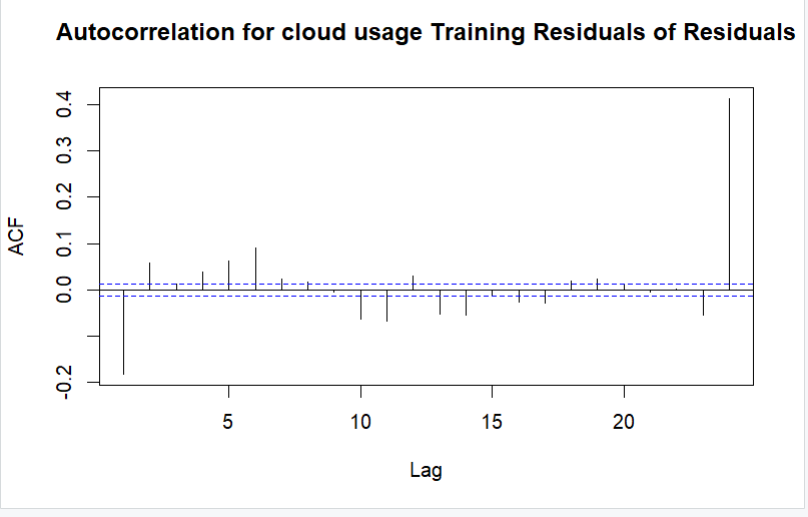 Autocorrelation for cloud usage Training Residuals of Residuals
ACF
0.4
0.3
0.2
0.1
0.0
-0.2
5 10 15 20
Lag